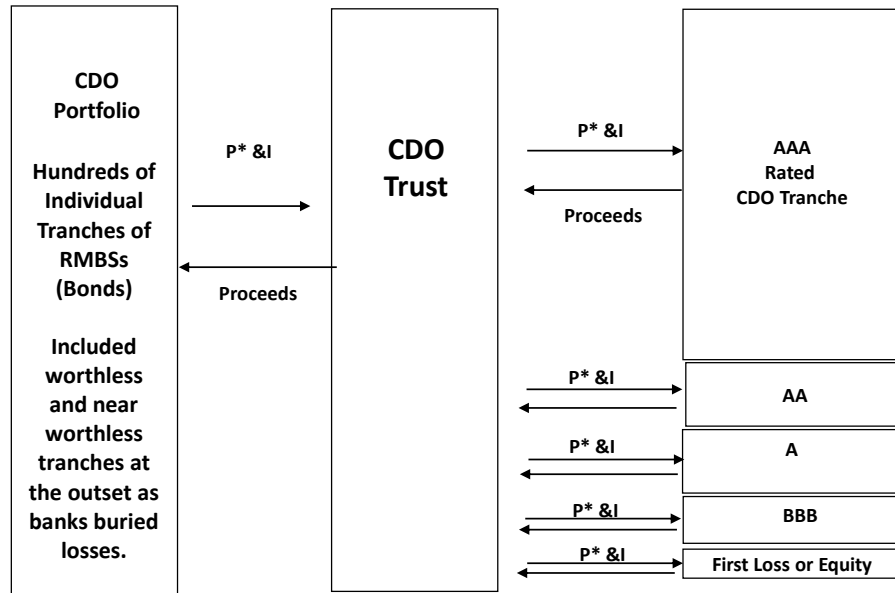 CDO
Portfolio
Hundreds of
Individual
Tranches of
RMBSs
(Bonds)
Included
worthless
and near
worthless
tranches at
the outset as
banks buried
losses.
P* &I
Proceeds
CDO
Trust
P* &I
Proceeds
AAA
Rated
CDO Tranche
P* &I
AA
P* &I
A
P* &I
BBB
P* &I
First Loss or Equity